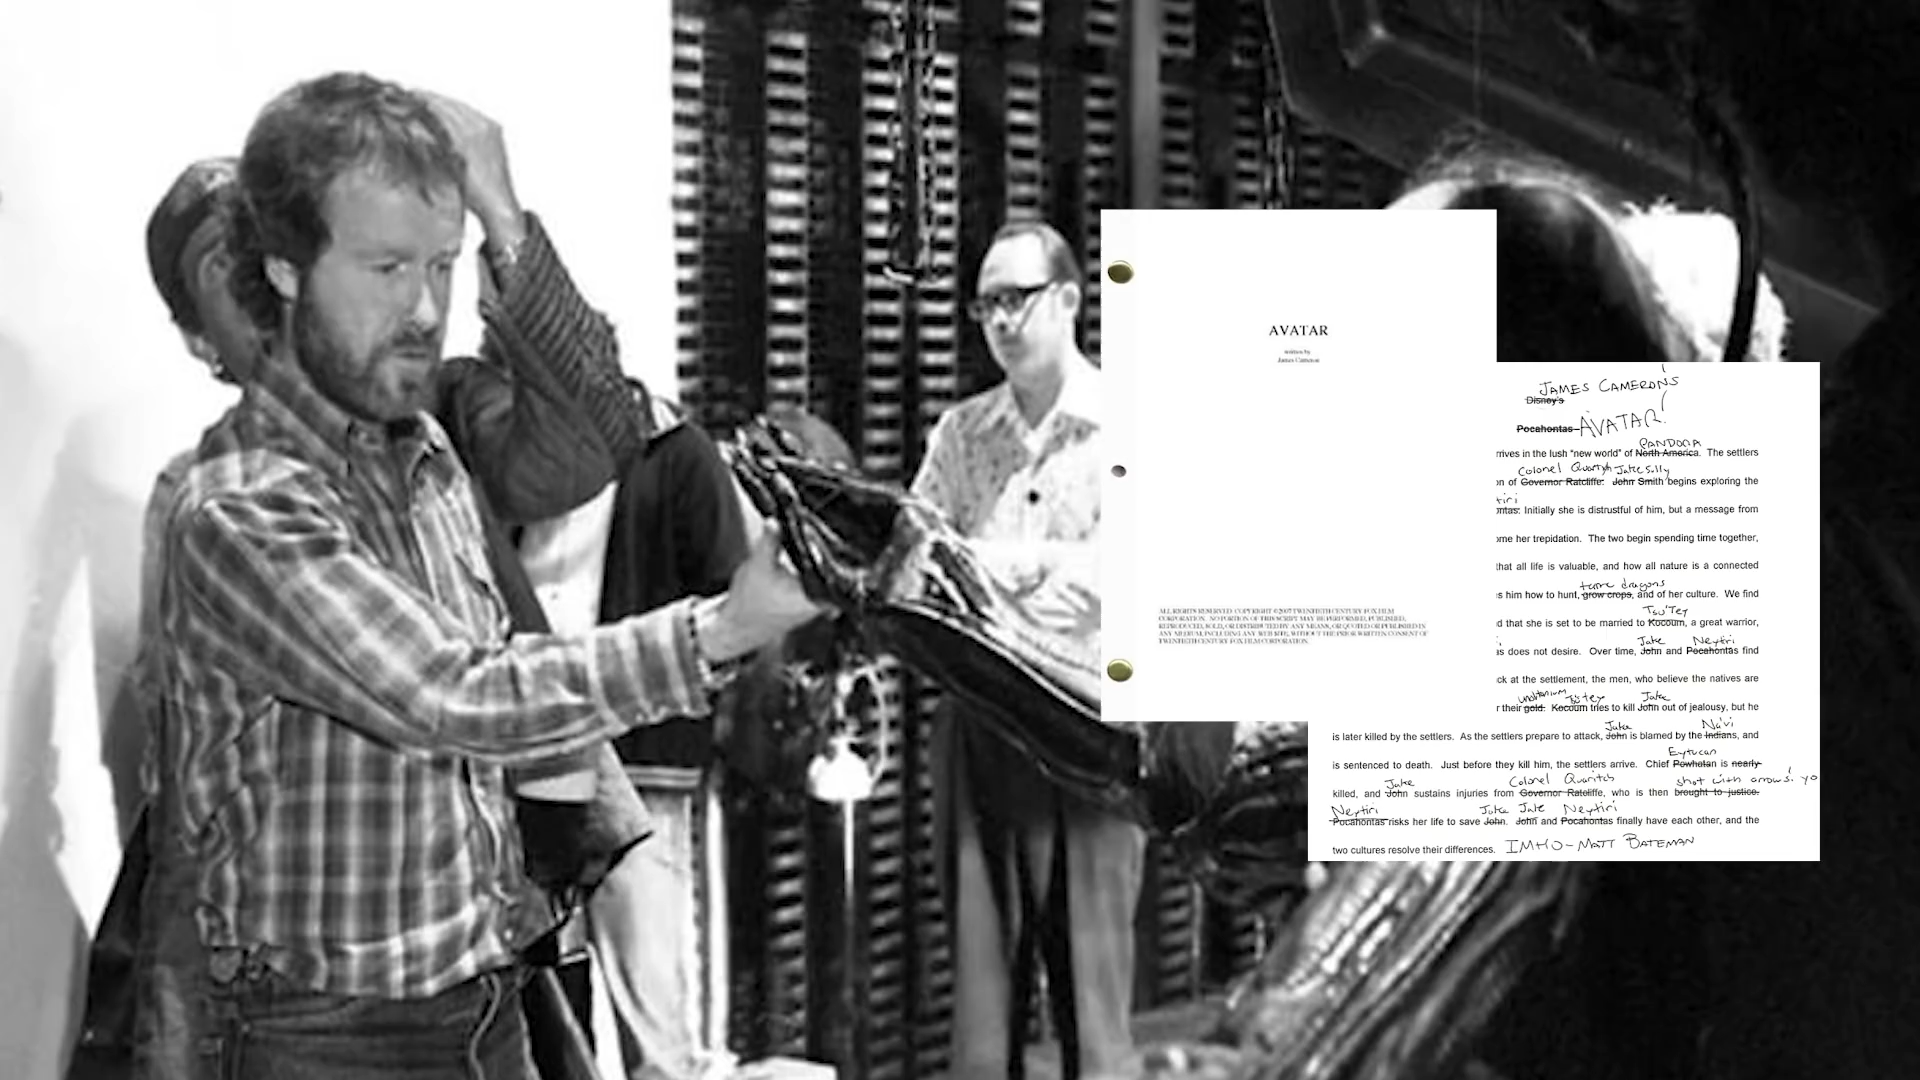 AVATAR
written by
James Cameron
ALL RIGHTS RESERVED. COPYRIGHT ©2007 TWENTIETH CENTURY FOX FILM
CORPORATION. NO PORTION OF THIS SCRIPT MAY BE PERFORMED, PUBLISHED,
REPRODUCED, SOLD, OR DISTRIBUTED BY ANY MEANS, OR QUOTED OR PUBLISHED IN
ANY MEDIUM, INCLUDING ANY WEB SITE, WITHOUT THE PRIOR WRITTEN CONSENT OF
TWENTIETH CENTURY FOX FILM CORPORATION.
JAMES CAMERON'S
Disney's
Pocahontas AVATAR!
PANDORA
rrives in the lush "new world" of North America. The settlers
Colonel Jake Sully
n of Governor Ratcliffe. John Smith begins exploring the
tiri
ntas. Initially she is distrustful of him, but a message from
ome her trepidation. The two begin spending time together,
that all life is valuable, and how all nature is a connected
tame dragons
s him how to hunt, grow crops, and of her culture. We find
Tsu'Tey
d that she is set to be married to Kocoum, a great warrior,
Jake Neytiri
as does not desire. Over time, John and Pocahontas find
ck at the settlement, the men, who believe the natives are
Jake
r their gold. Kocoum tries to kill John out of jealousy, but he
Jake Na'vi
is later killed by the settlers. As the settlers prepare to attack, John is blamed by the Indians, and
Eytucan
is sentenced to death. Just before they kill him, the settlers arrive. Chief Powhatan is nearly
Jake Colonel Quaritch shot with arrows! yo
killed, and John sustains injuries from Governor Ratcliffe, who is then brought to justice.
Neytiri Jake Jake Neytiri
Pocahontas risks her life to save John. John and Pocahontas finally have each other, and the
two cultures resolve their differences. IMHO-MATT BATEMAN